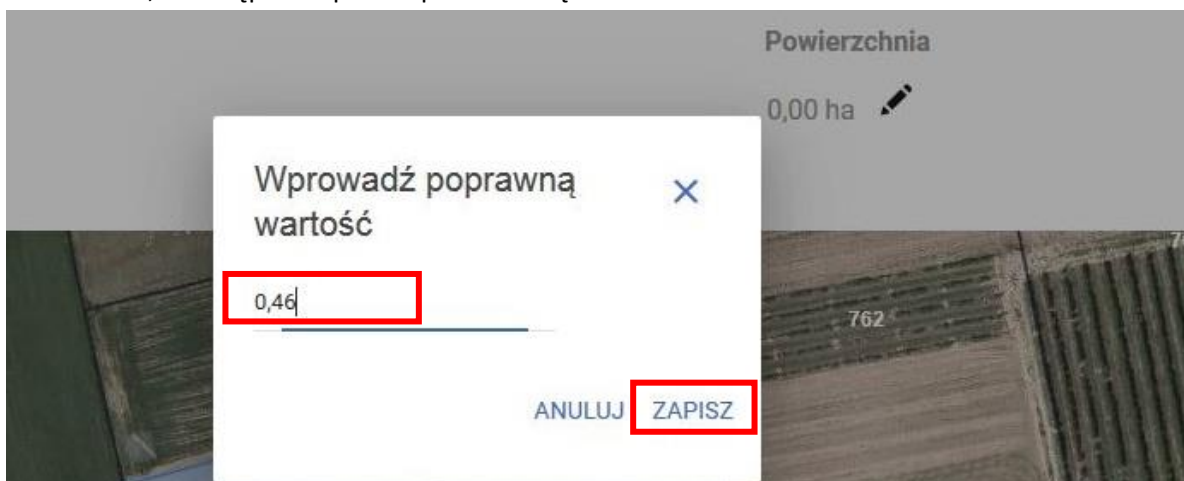 Powierzchnia
0,00 ha
Wprowadź poprawną
wartość
0,46
762
ANULUJ ZAPISZ